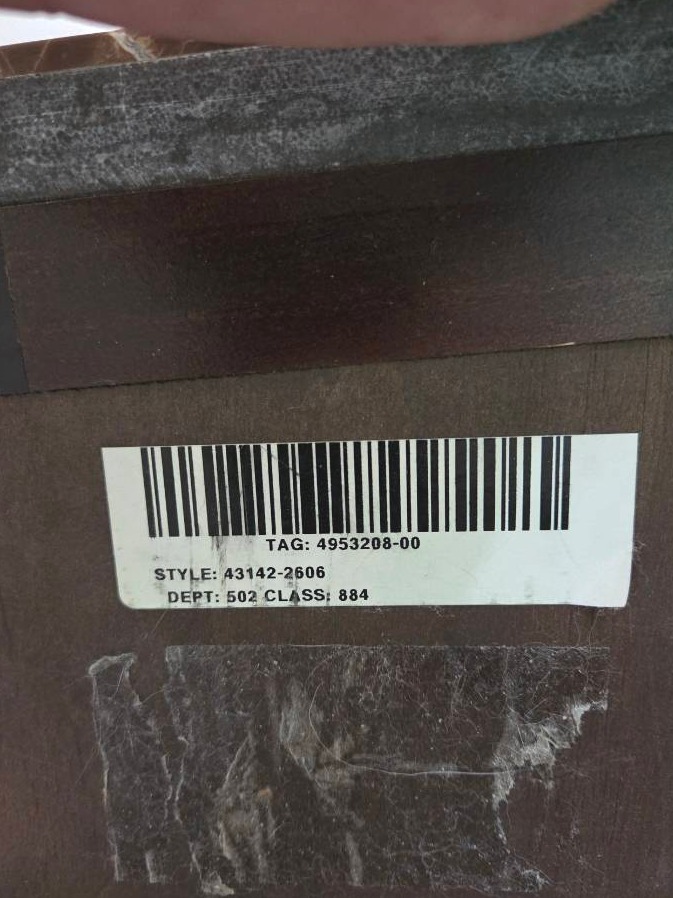 TAG: 4953208-00
STYLE: 43142-2606
DEPT: 502 CLASS: 884